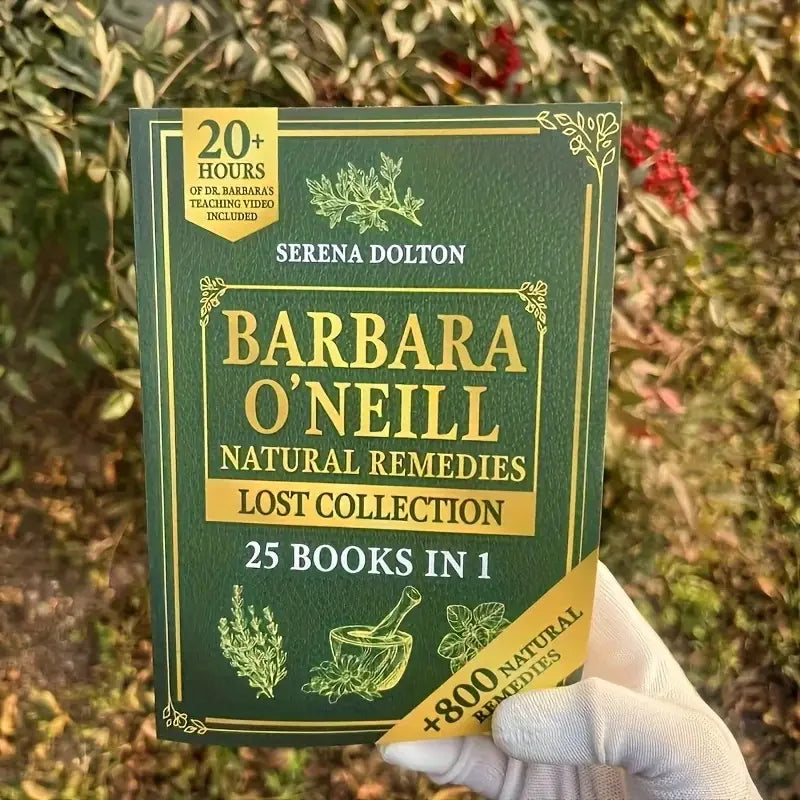 20+
HOURS
OF DR. BARBARA'S
TEACHING VIDEO
INCLUDED
SERENA DOLTON
BARBARA
O'NEILL
NATURAL REMEDIES
LOST COLLECTION
25 BOOKS IN 1
+800 NATURAL
REMEDIES